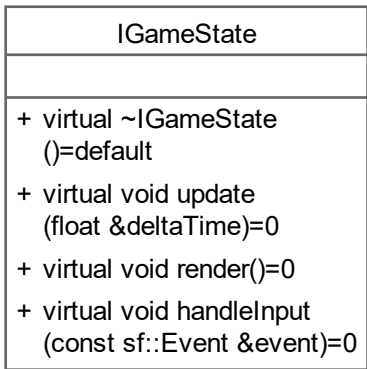 IGameState
+ virtual ~IGameState
()=default
+ virtual void update
(float &deltaTime)=0
+ virtual void render()=0
+ virtual void handleInput
(const sf::Event &event)=0